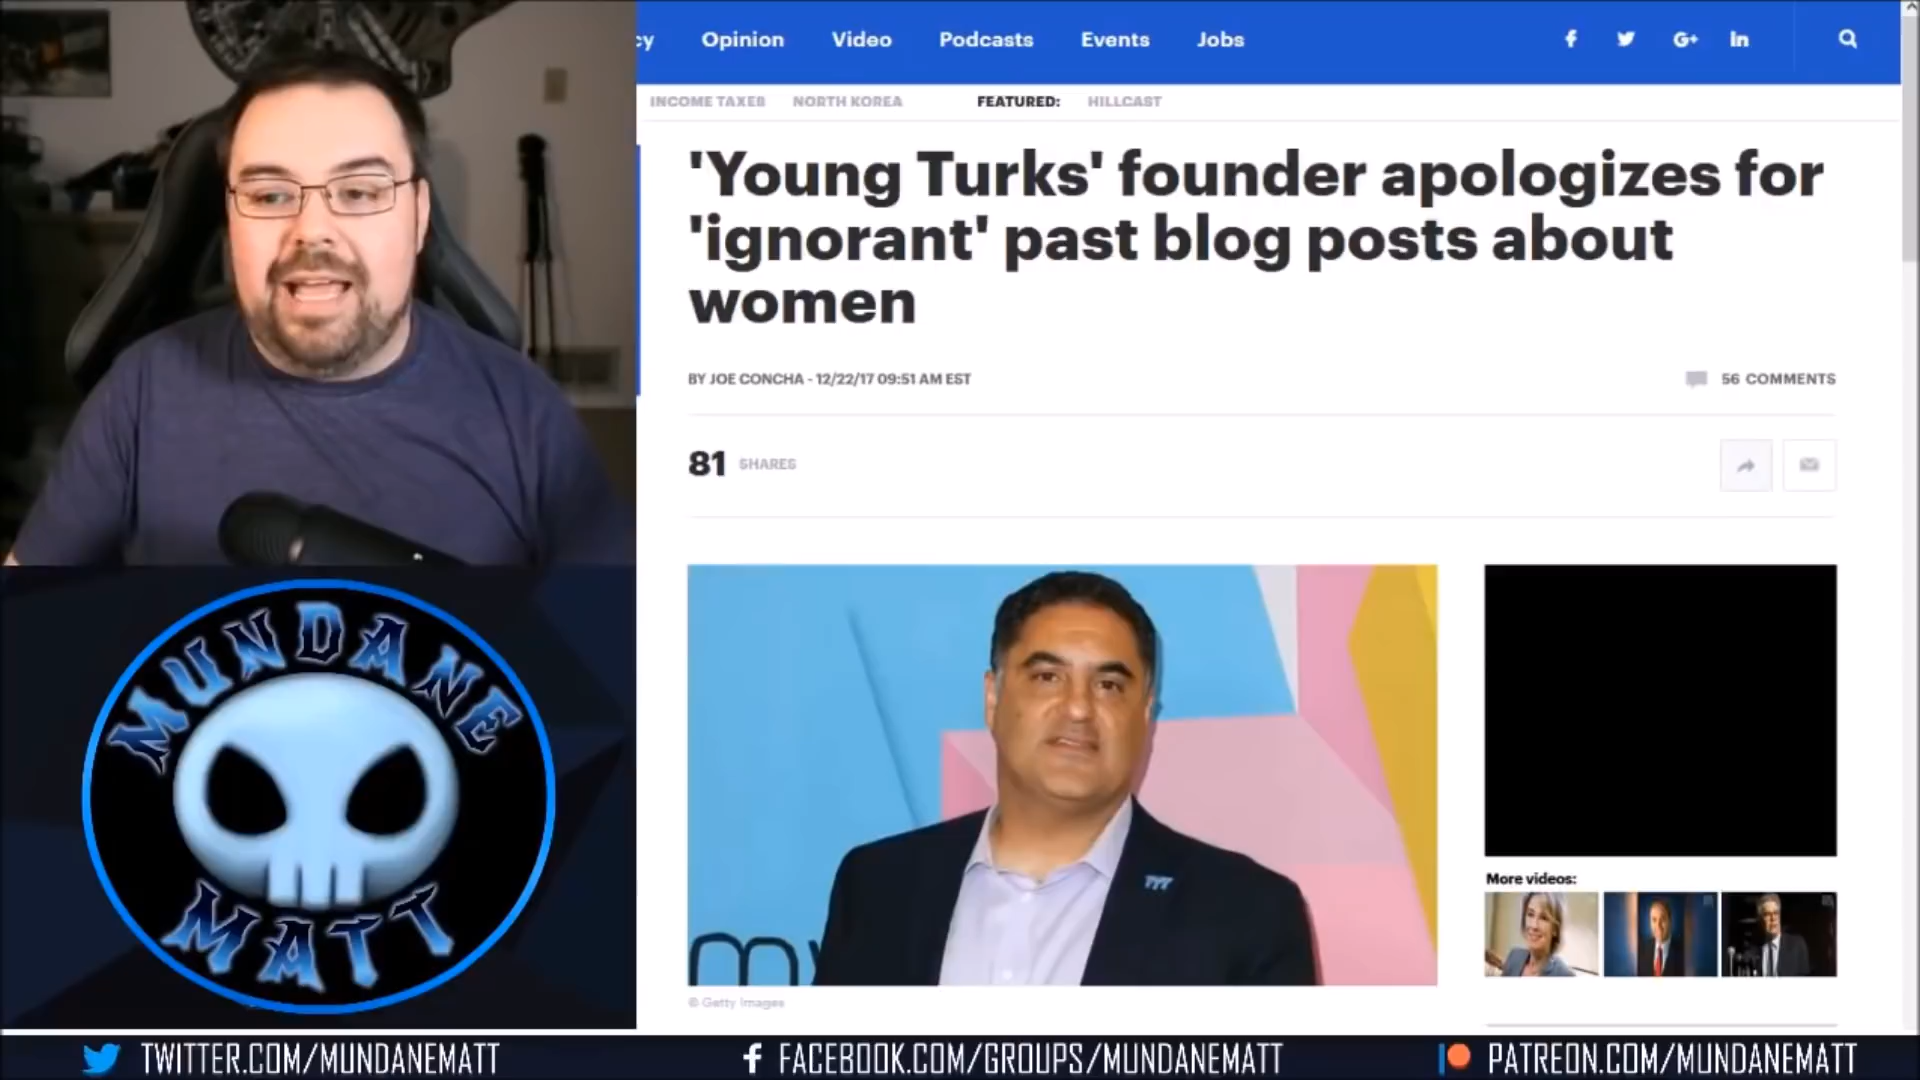 cy Opinion Video Podcasts Events Jobs f G+ in
INCOME TAXES NORTH KOREA FEATURED: HILLCAST
'Young Turks' founder apologizes for
'ignorant' past blog posts about
women
BY JOE CONCHA - 12/22/17 09:51 AM EST
56 COMMENTS
81 SHARES
TYT
my
© Getty Images
More videos:
MUNDANE
MATT
TWITTER.COM/MUNDANEMATT
FACEBOOK.COM/GROUPS/MUNDANEMATT
PATREON.COM/MUNDANEMATT